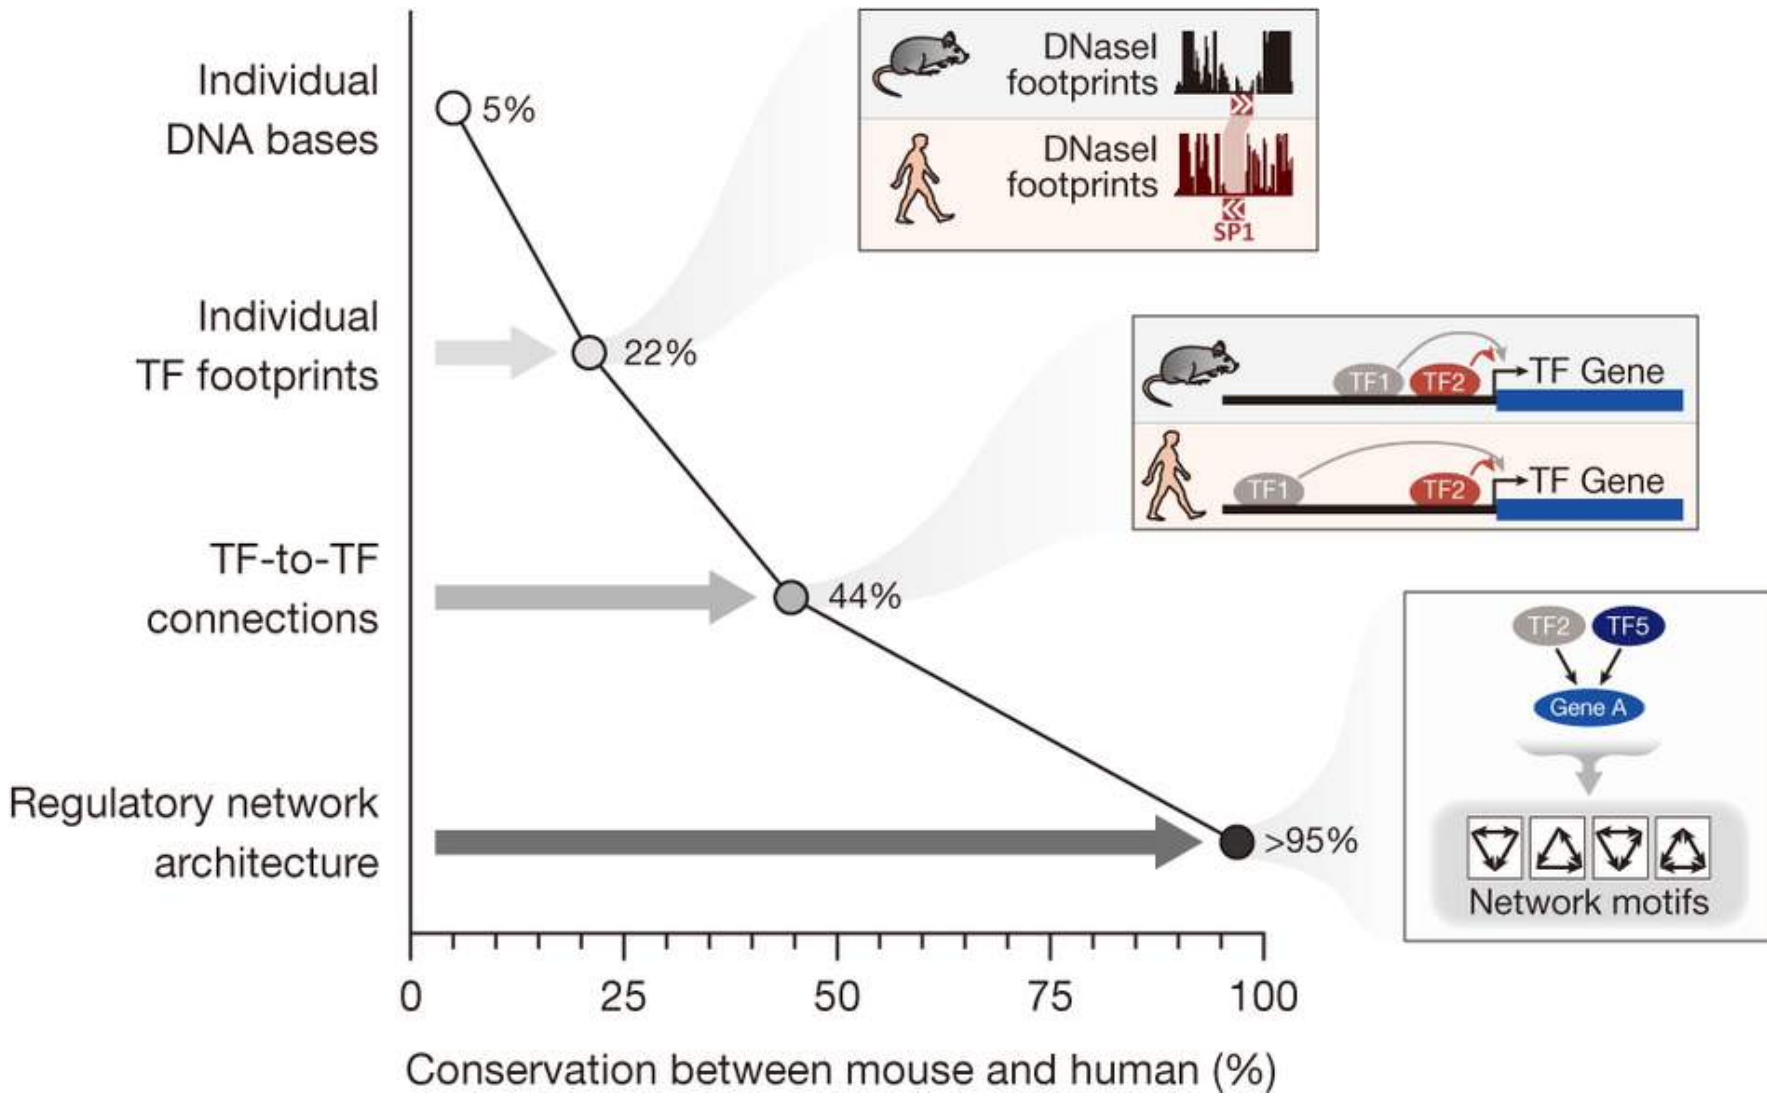 Individual
DNA bases
5%
DNaseI
footprints
DNaseI
footprints
SP1
Individual
TF footprints
22%
TF1 TF2 TF Gene
TF1 TF2 TF Gene
TF-to-TF
connections
44%
TF2 TF5
Gene A
Network motifs
Regulatory network
architecture
>95%
0 25 50 75 100
Conservation between mouse and human (%)